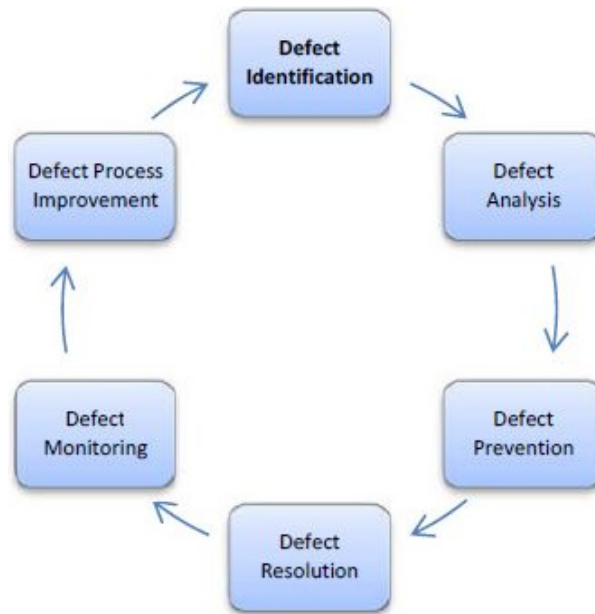 Defect
Identification
Defect
Analysis
Defect
Prevention
Defect
Resolution
Defect
Monitoring
Defect Process
Improvement